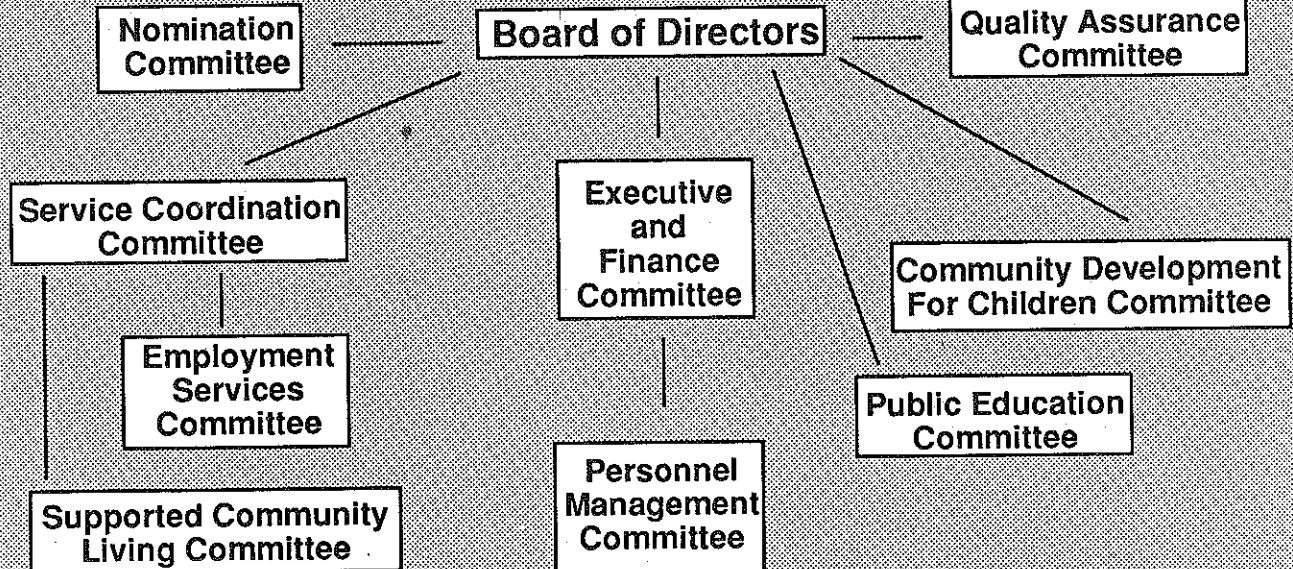 Nomination
Committee
Board of Directors
Quality Assurance
Committee
Service Coordination
Committee
Executive
and
Finance
Committee
Community Development
For Children Committee
Employment
Services
Committee
Public Education
Committee
Personnel
Management
Committee
Supported Community
Living Committee